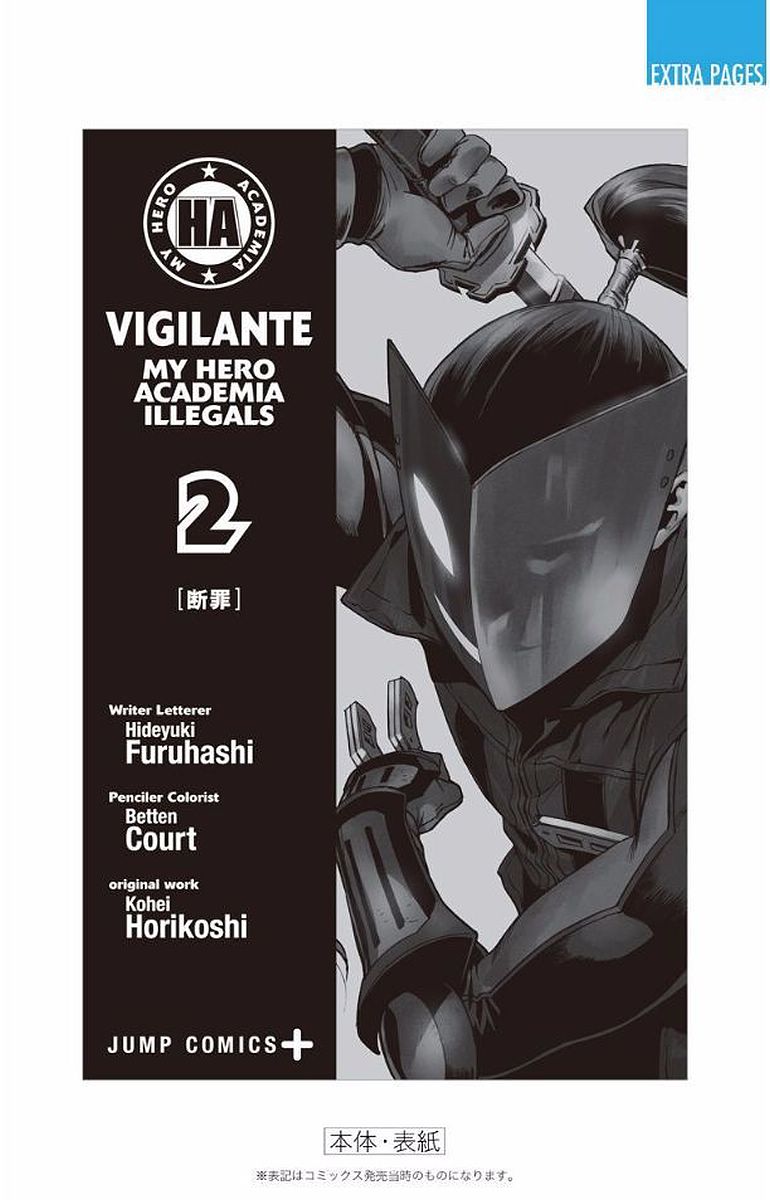 EXTRA PAGES
MY HERO ACADEMIA
HA
VIGILANTE
MY HERO
ACADEMIA
ILLEGALS
2
[断罪]
Writer Letterer
Hideyuki
Furuhashi
Penciler Colorist
Betten
Court
original work
Kohei
Horikoshi
JUMP COMICS+
本体・表紙
※表記はコミックス発売当時のものになります。